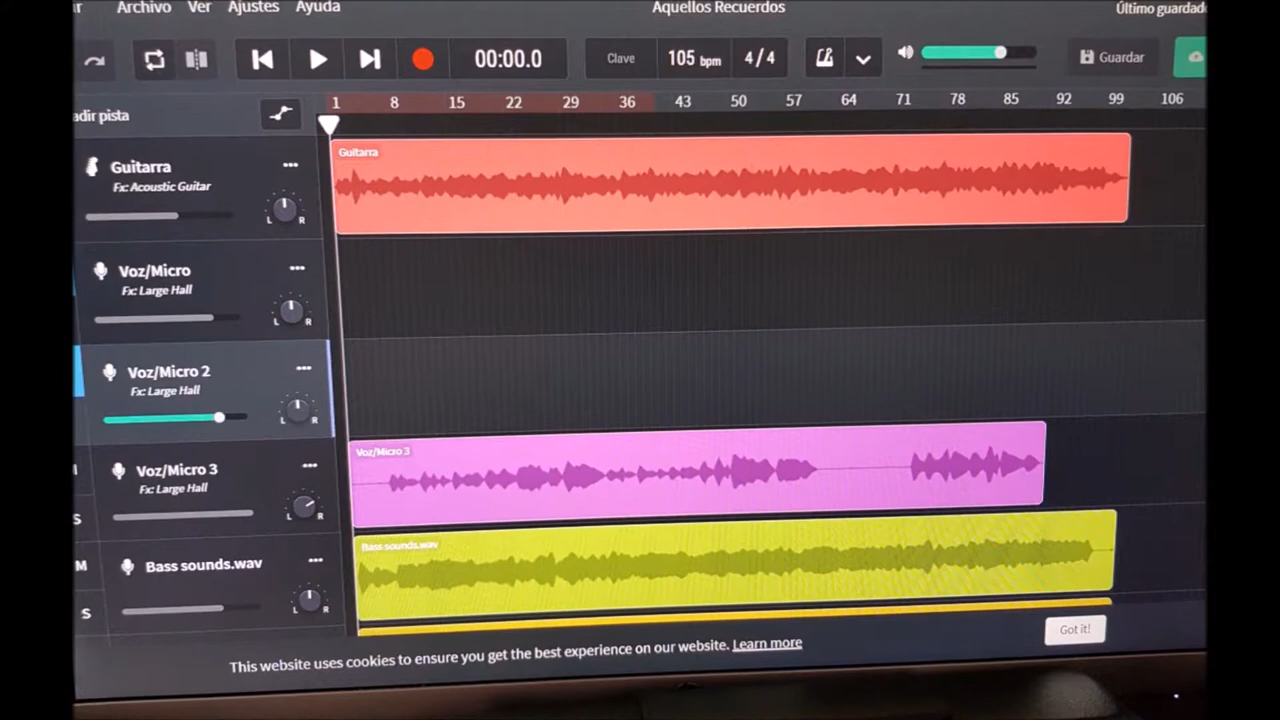 Archivo Ver Ajustes Ayuda Aquellos Recuerdos Último guardado
00:00.0 Clave 105 bpm 4/4 Guardar
1 8 15 22 29 36 43 50 57 64 71 78 85 92 99 106
adir pista
Guitarra
Fx: Acoustic Guitar
L R
Guitarra
Voz/Micro
Fx: Large Hall
L R
Voz/Micro 2
Fx: Large Hall
L R
Voz/Micro 3
Fx: Large Hall
L R
S
Voz/Micro 3
M Bass sounds.wav
S L R
Bass sounds.wav
This website uses cookies to ensure you get the best experience on our website. Learn more
Got it!